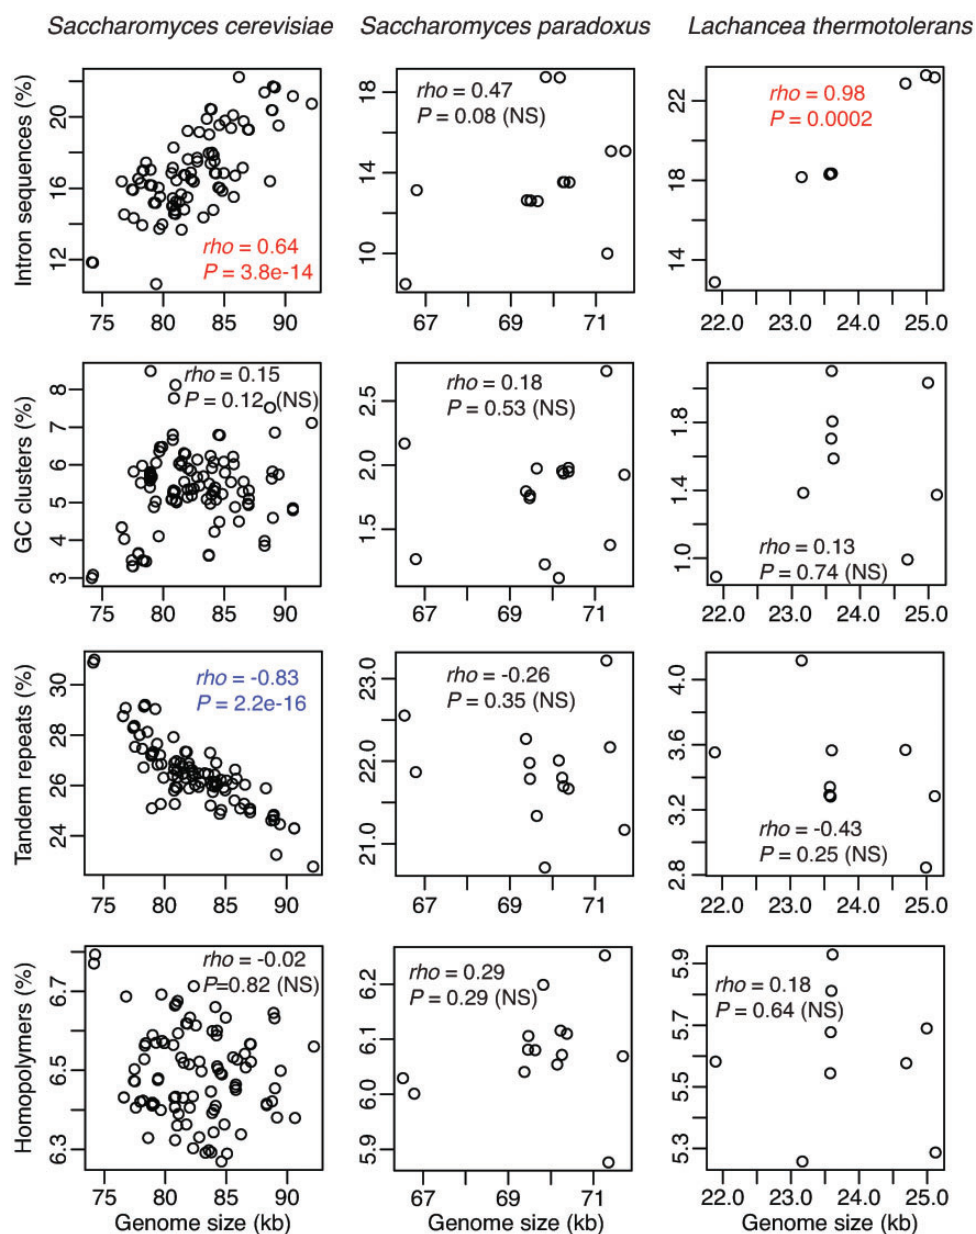 Saccharomyces cerevisiae Saccharomyces paradoxus Lachancea thermotolerans
Intron sequences (%)
12 16 20
rho = 0.64
P = 3.8e-14
75 80 85 90
10 14 18
rho = 0.47
P = 0.08 (NS)
67 69 71
14 18 22
rho = 0.98
P = 0.0002
22.0 23.0 24.0 25.0
GC clusters (%)
3 4 5 6 7 8
rho = 0.15
P = 0.12 (NS)
75 80 85 90
1.5 2.0 2.5
rho = 0.18
P = 0.53 (NS)
67 69 71
1.0 1.4 1.8
rho = 0.13
P = 0.74 (NS)
22.0 23.0 24.0 25.0
Tandem repeats (%)
24 26 28 30
rho = -0.83
P = 2.2e-16
75 80 85 90
21.0 22.0 23.0
rho = -0.26
P = 0.35 (NS)
67 69 71
2.8 3.2 3.6 4.0
rho = -0.43
P = 0.25 (NS)
22.0 23.0 24.0 25.0
Homopolymers (%)
6.3 6.5 6.7
rho = -0.02
P=0.82 (NS)
75 80 85 90
Genome size (kb)
5.9 6.0 6.1 6.2
rho = 0.29
P = 0.29 (NS)
67 69 71
Genome size (kb)
5.3 5.5 5.7 5.9
rho = 0.18
P = 0.64 (NS)
22.0 23.0 24.0 25.0
Genome size (kb)